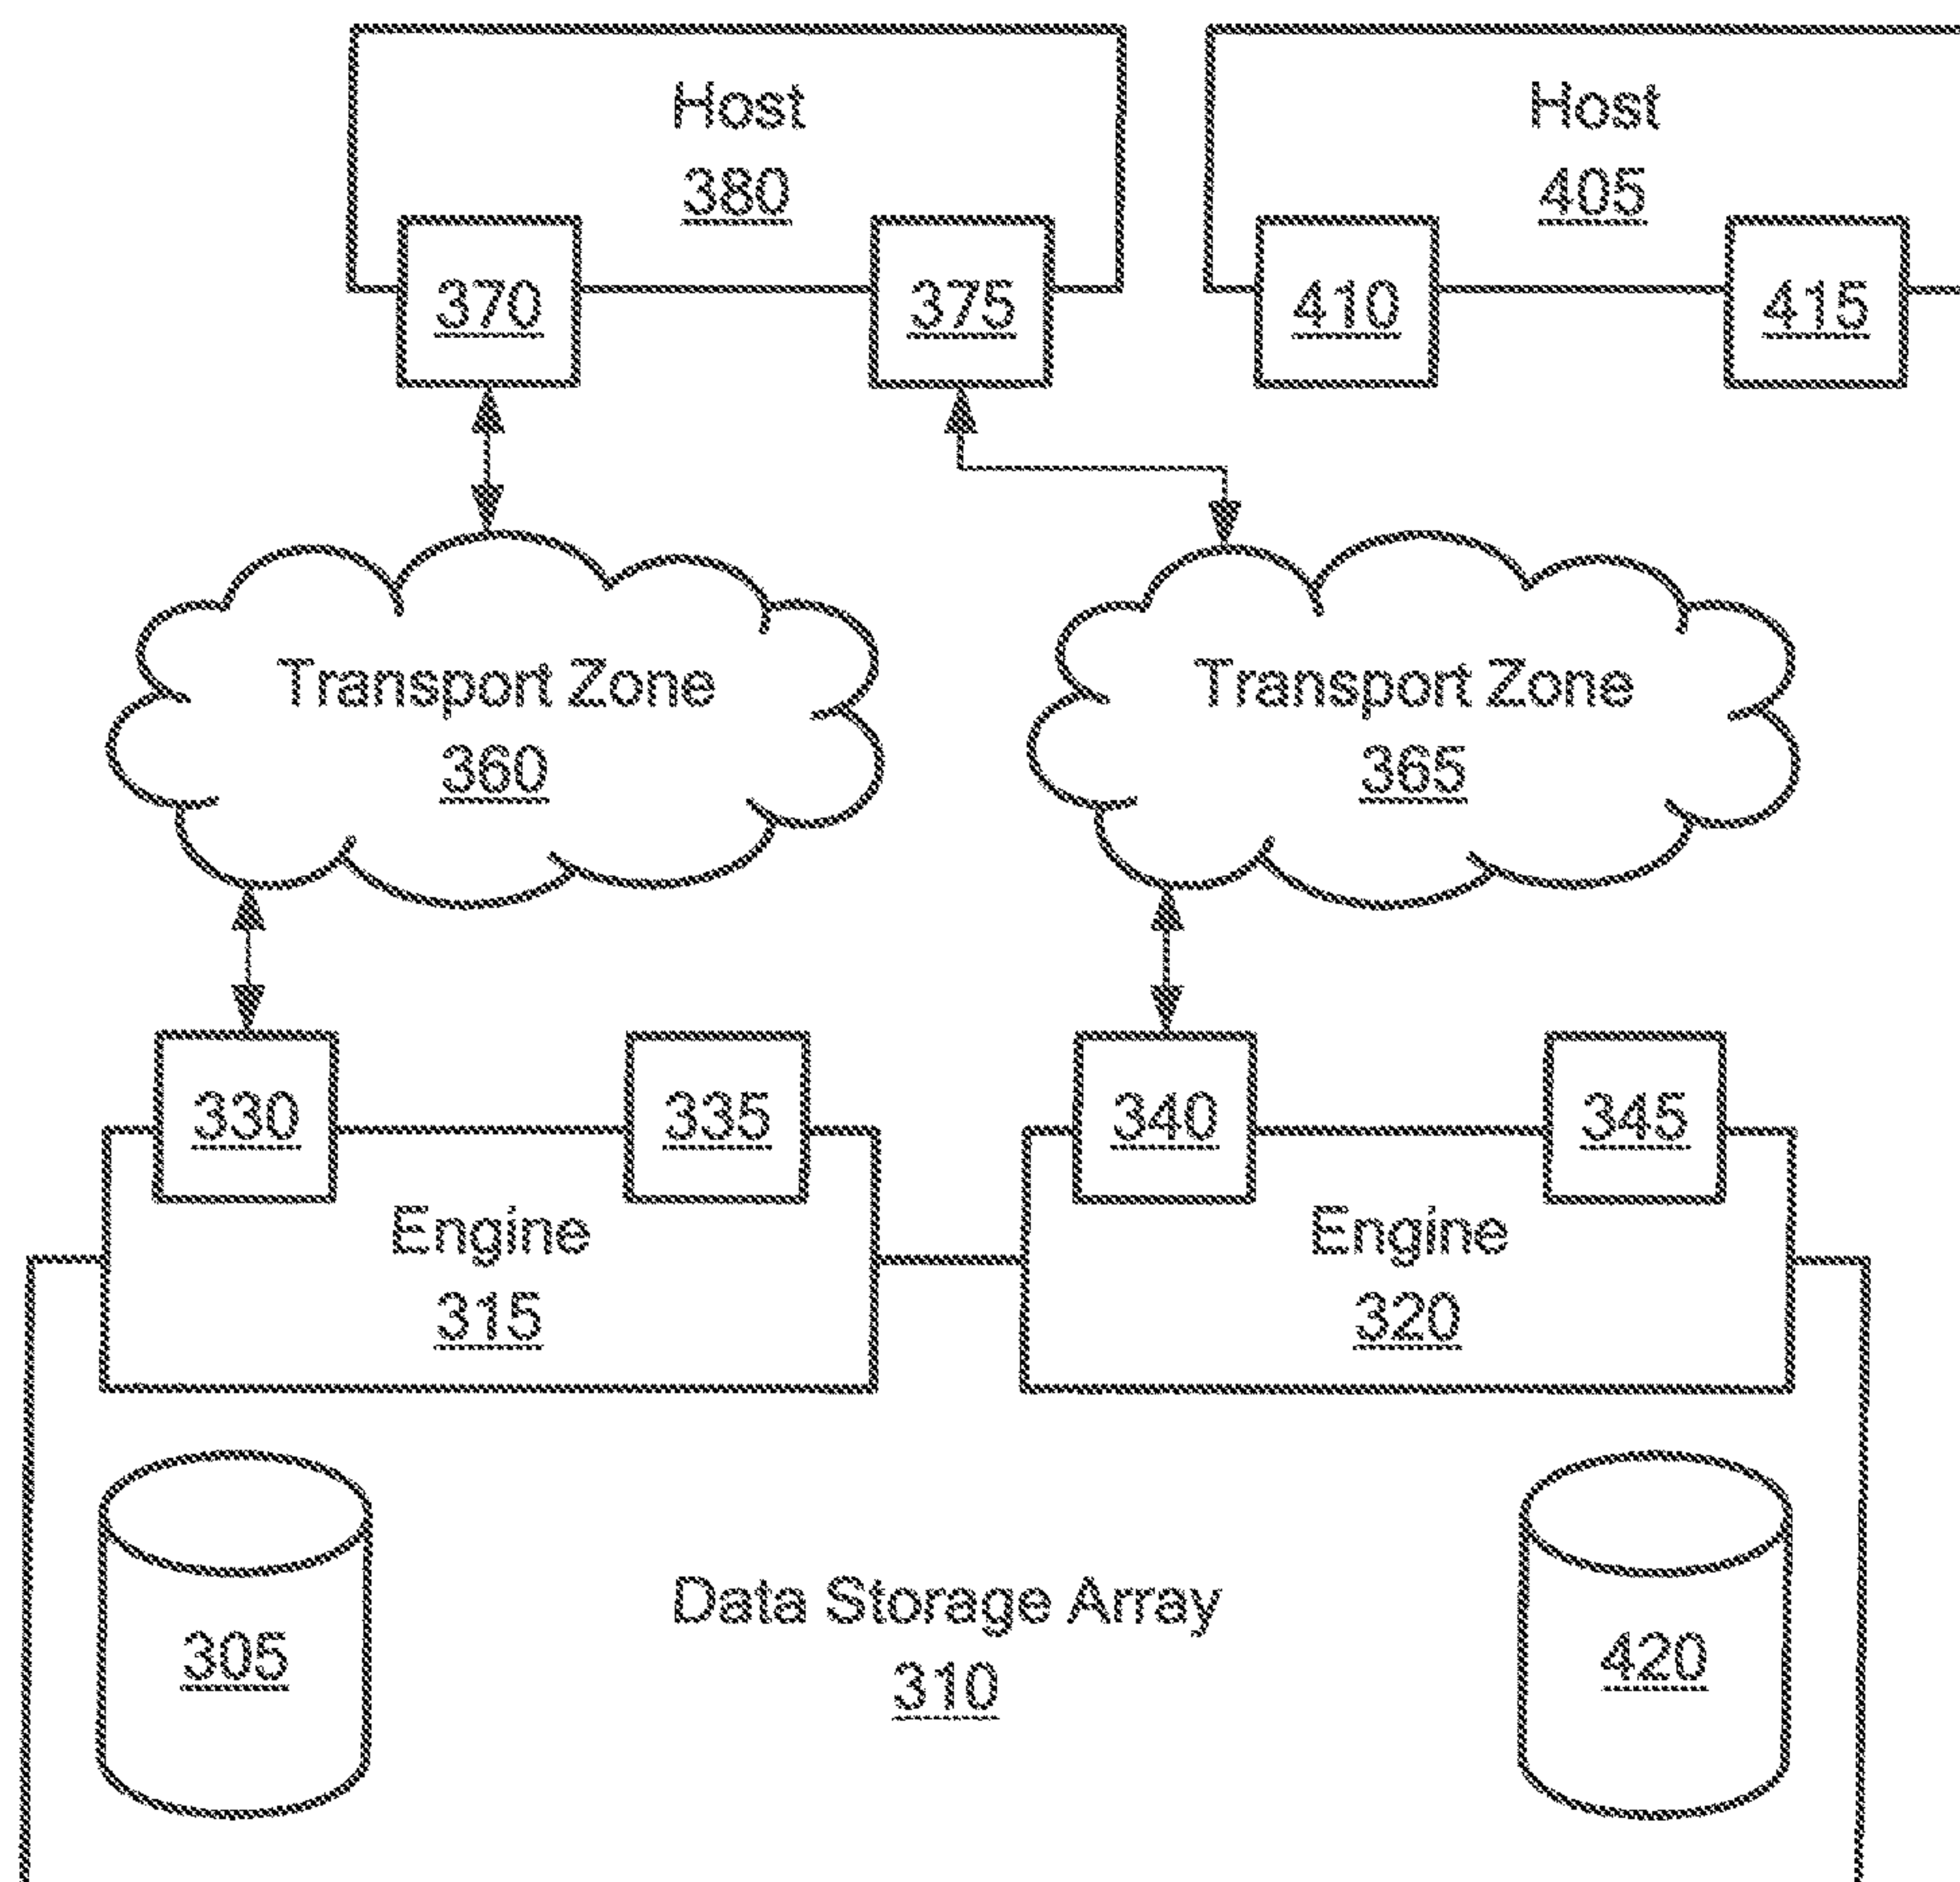 Host
380
Host
405
370
375
410
415
Transport Zone
360
Transport Zone
365
330
335
340
345
Engine
315
Engine
320
305
Data Storage Array
310
420